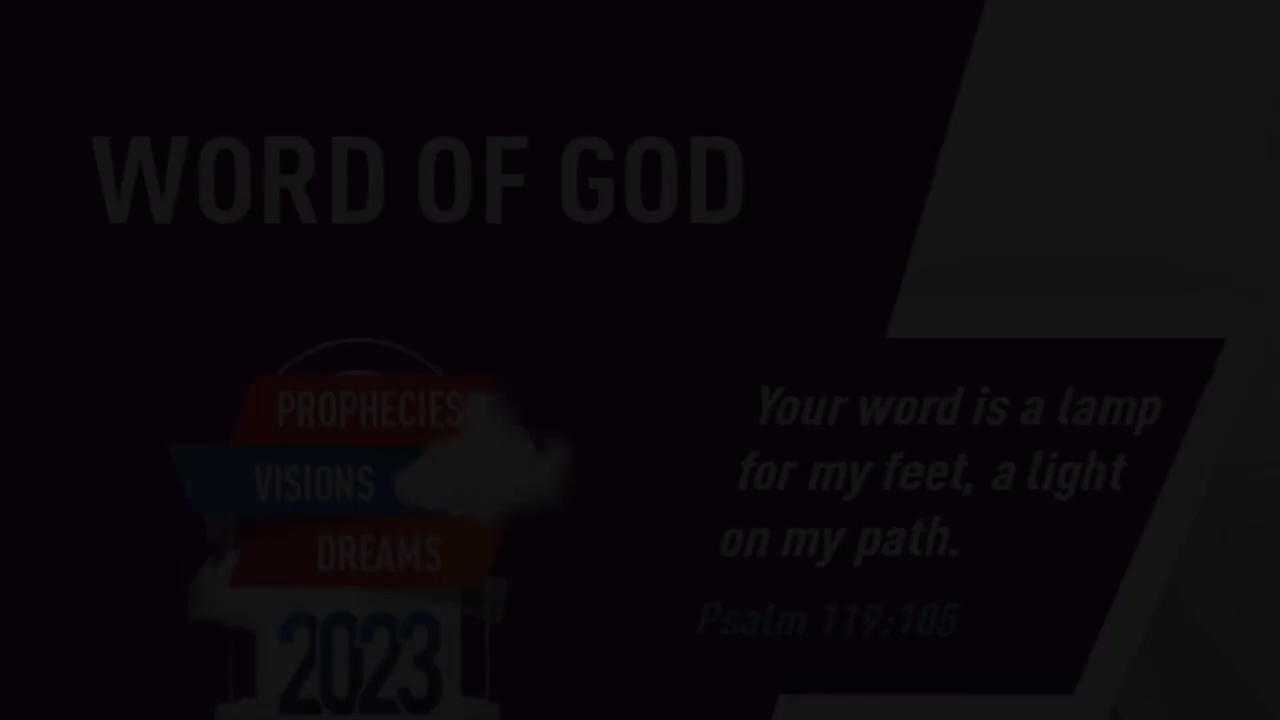 WORD OF GOD
PROPHECIES
VISIONS
DREAMS
2023
Your word is a lamp
for my feet, a light
on my path.
Psalm 119:105